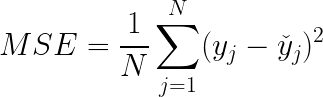 $MSE = \frac{1}{N} \sum_{j=1}^{N} (y_j - \check{y}_j)^2$